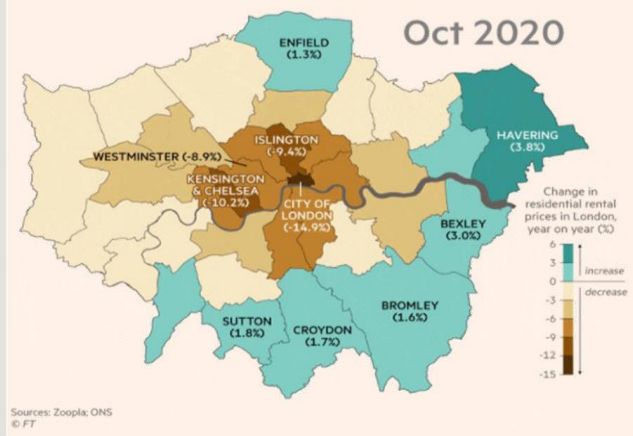 Oct 2020
ENFIELD
(1.3%)
HAVERING
(3.8%)
ISLINGTON
(-9.4%)
WESTMINSTER (-8.9%)
KENSINGTON
& CHELSEA
(-10.2%)
CITY OF
LONDON
(-14.9%)
BEXLEY
(3.0%)
BROMLEY
(1.6%)
SUTTON
(1.8%)
CROYDON
(1.7%)
Change in
residential rental
prices in London,
year on year (%)
6
3
increase
0
decrease
-3
-6
-9
-12
-15
Sources: Zoopla; ONS
© FT